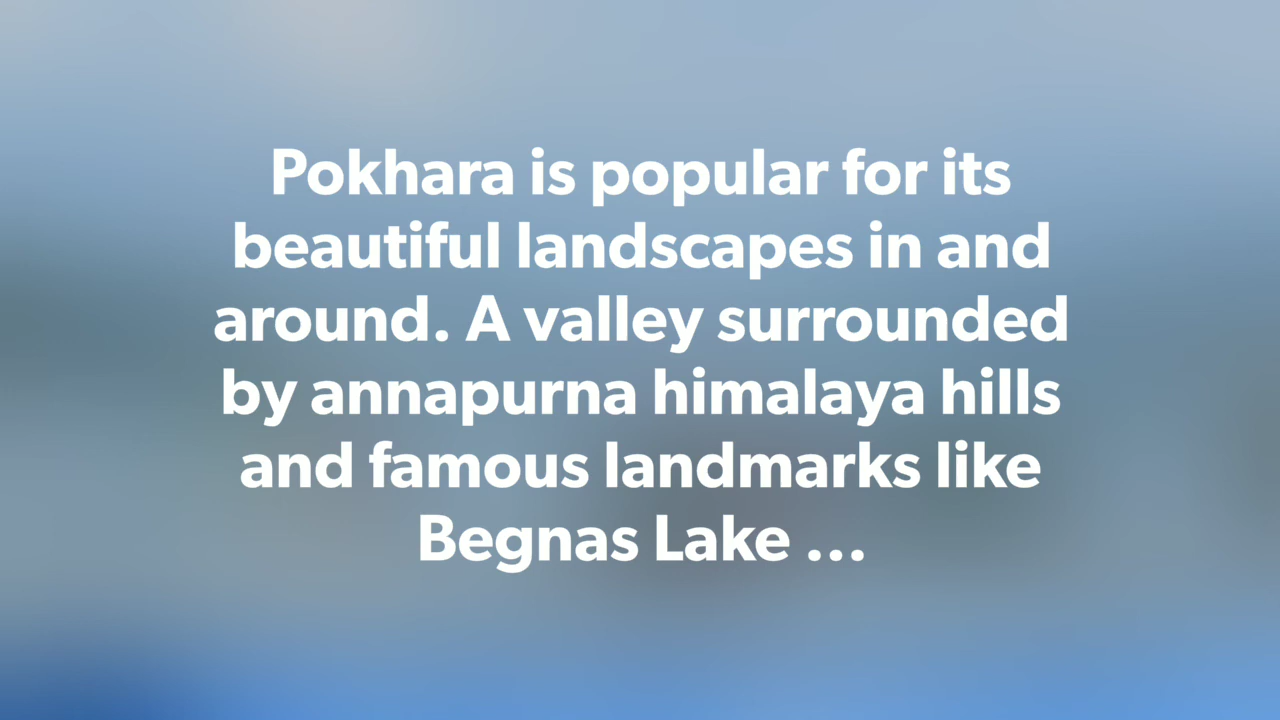 Pokhara is popular for its
beautiful landscapes in and
around. A valley surrounded
by annapurna himalaya hills
and famous landmarks like
Begnas Lake ...